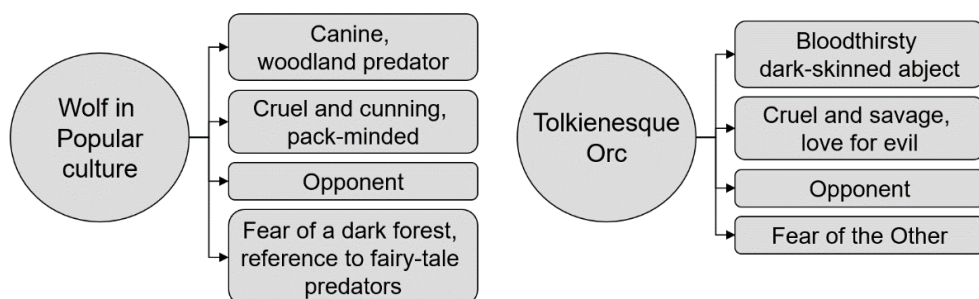 Wolf in
Popular
culture
Canine,
woodland predator
Cruel and cunning,
pack-minded
Opponent
Fear of a dark forest,
reference to fairy-tale
predators
Tolkienesque
Orc
Bloodthirsty
dark-skinned abject
Cruel and savage,
love for evil
Opponent
Fear of the Other